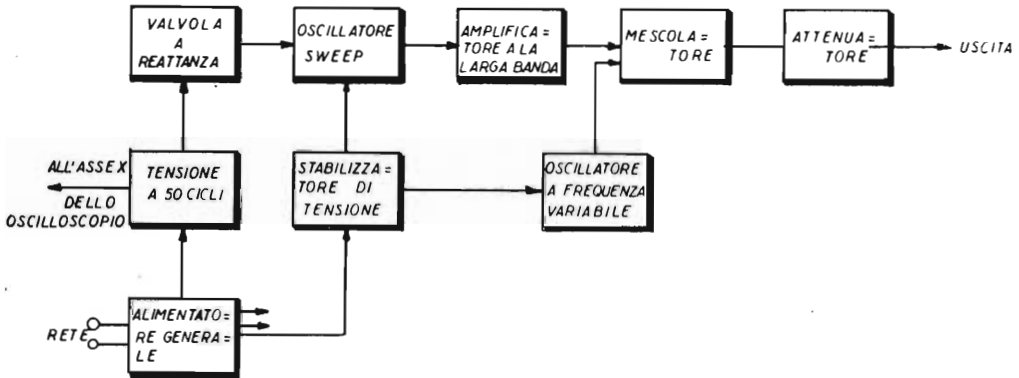 VALVOLA
A
REATTANZA
OSCILLATORE
SWEEP
AMPLIFICA=
TORE A LA
LARGA BANDA
MESCOLA=
TORE
ATTENUA=
TORE
USCITA
ALL'ASSE X
DELLO
OSCILLOSCOPIO
TENSIONE
A 50 CICLI
STABILIZZA=
TORE DI
TENSIONE
OSCILLATORE
A FREQUENZA
VARIABILE
RETE
ALIMENTATO=
RE GENERA=
LE